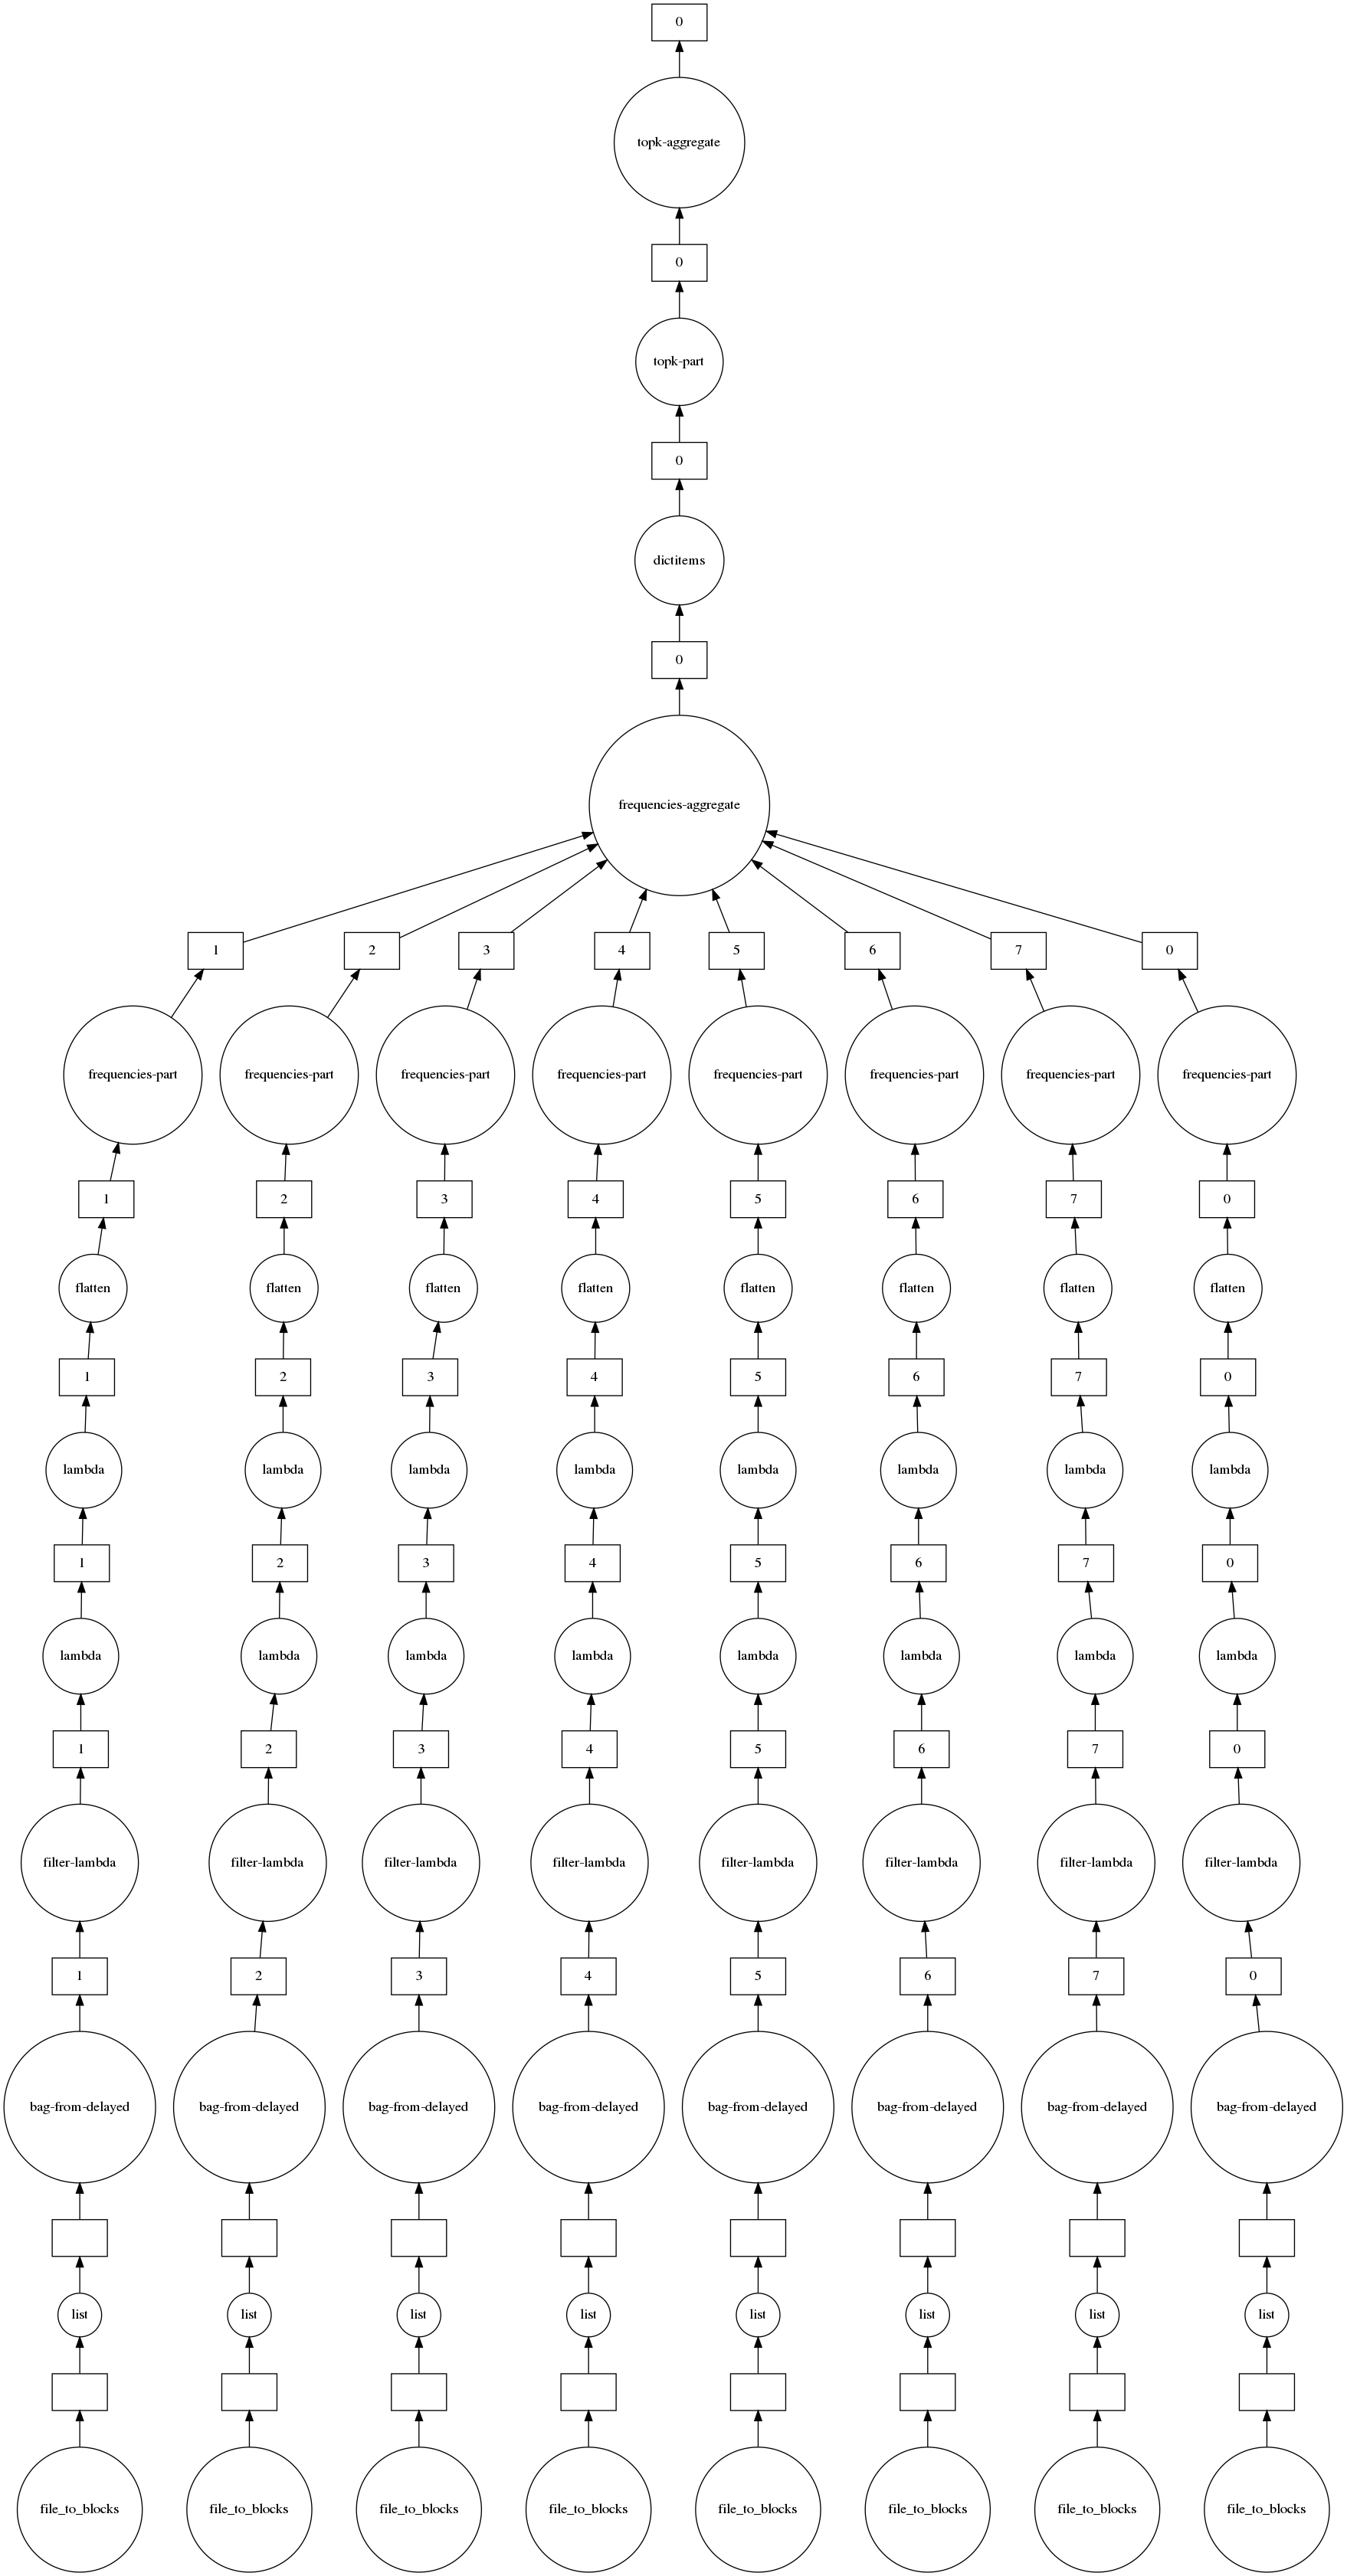 0
topk-aggregate
0
topk-part
0
dictitems
0
frequencies-aggregate
1 2 3 4 5 6 7 0
frequencies-part frequencies-part frequencies-part frequencies-part frequencies-part frequencies-part frequencies-part frequencies-part
1 2 3 4 5 6 7 0
flatten flatten flatten flatten flatten flatten flatten flatten
1 2 3 4 5 6 7 0
lambda lambda lambda lambda lambda lambda lambda lambda
1 2 3 4 5 6 7 0
lambda lambda lambda lambda lambda lambda lambda lambda
1 2 3 4 5 6 7 0
filter-lambda filter-lambda filter-lambda filter-lambda filter-lambda filter-lambda filter-lambda filter-lambda
1 2 3 4 5 6 7 0
bag-from-delayed bag-from-delayed bag-from-delayed bag-from-delayed bag-from-delayed bag-from-delayed bag-from-delayed bag-from-delayed
list list list list list list list list
file_to_blocks file_to_blocks file_to_blocks file_to_blocks file_to_blocks file_to_blocks file_to_blocks file_to_blocks